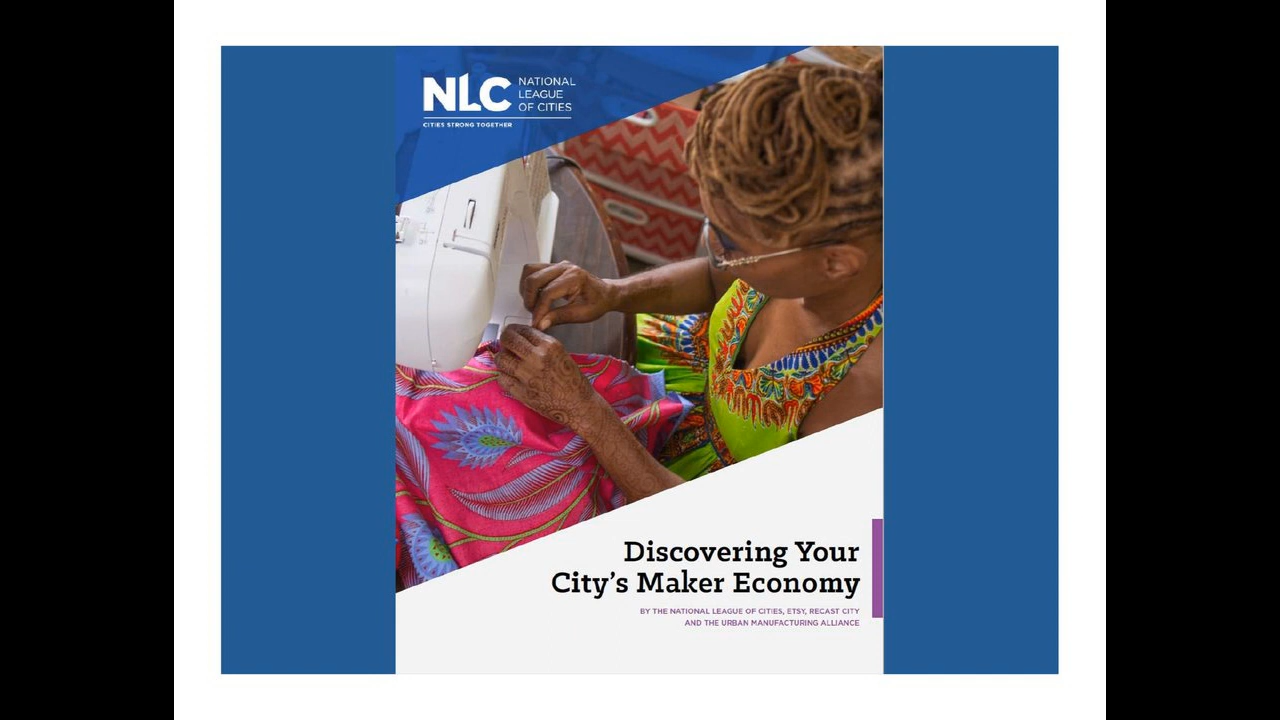 NLC
NATIONAL
LEAGUE
OF CITIES
CITIES STRONG TOGETHER
Discovering Your
City's Maker Economy
BY THE NATIONAL LEAGUE OF CITIES, ETSY, RECAST CITY
AND THE URBAN MANUFACTURING ALLIANCE